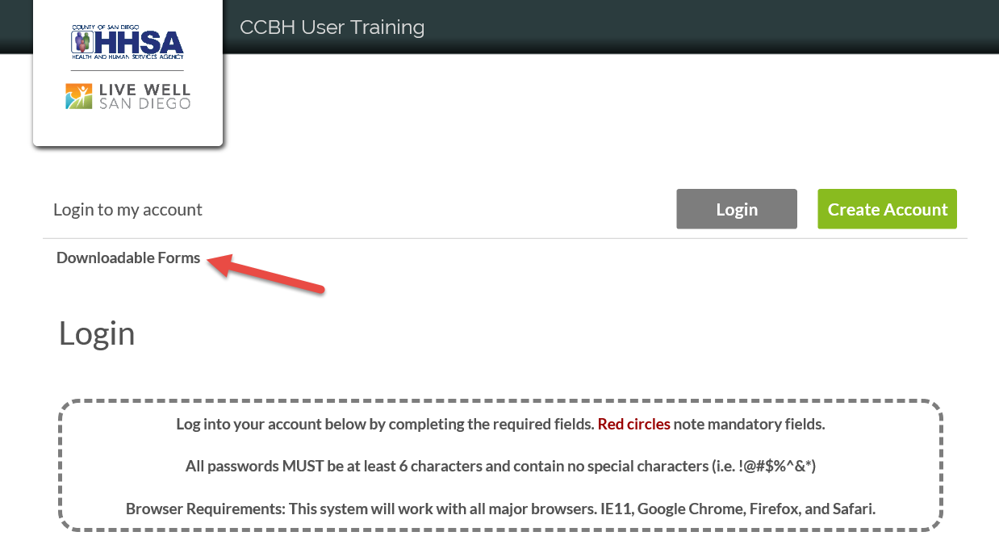 COUNTY OF SAN DIEGO
HHSA
HEALTH AND HUMAN SERVICES AGENCY
LIVE WELL
SAN DIEGO
CCBH User Training
Login to my account
Login
Create Account
Downloadable Forms
Login
Log into your account below by completing the required fields. Red circles note mandatory fields.
All passwords MUST be at least 6 characters and contain no special characters (i.e. !@#$%^&*)
Browser Requirements: This system will work with all major browsers. IE11, Google Chrome, Firefox, and Safari.